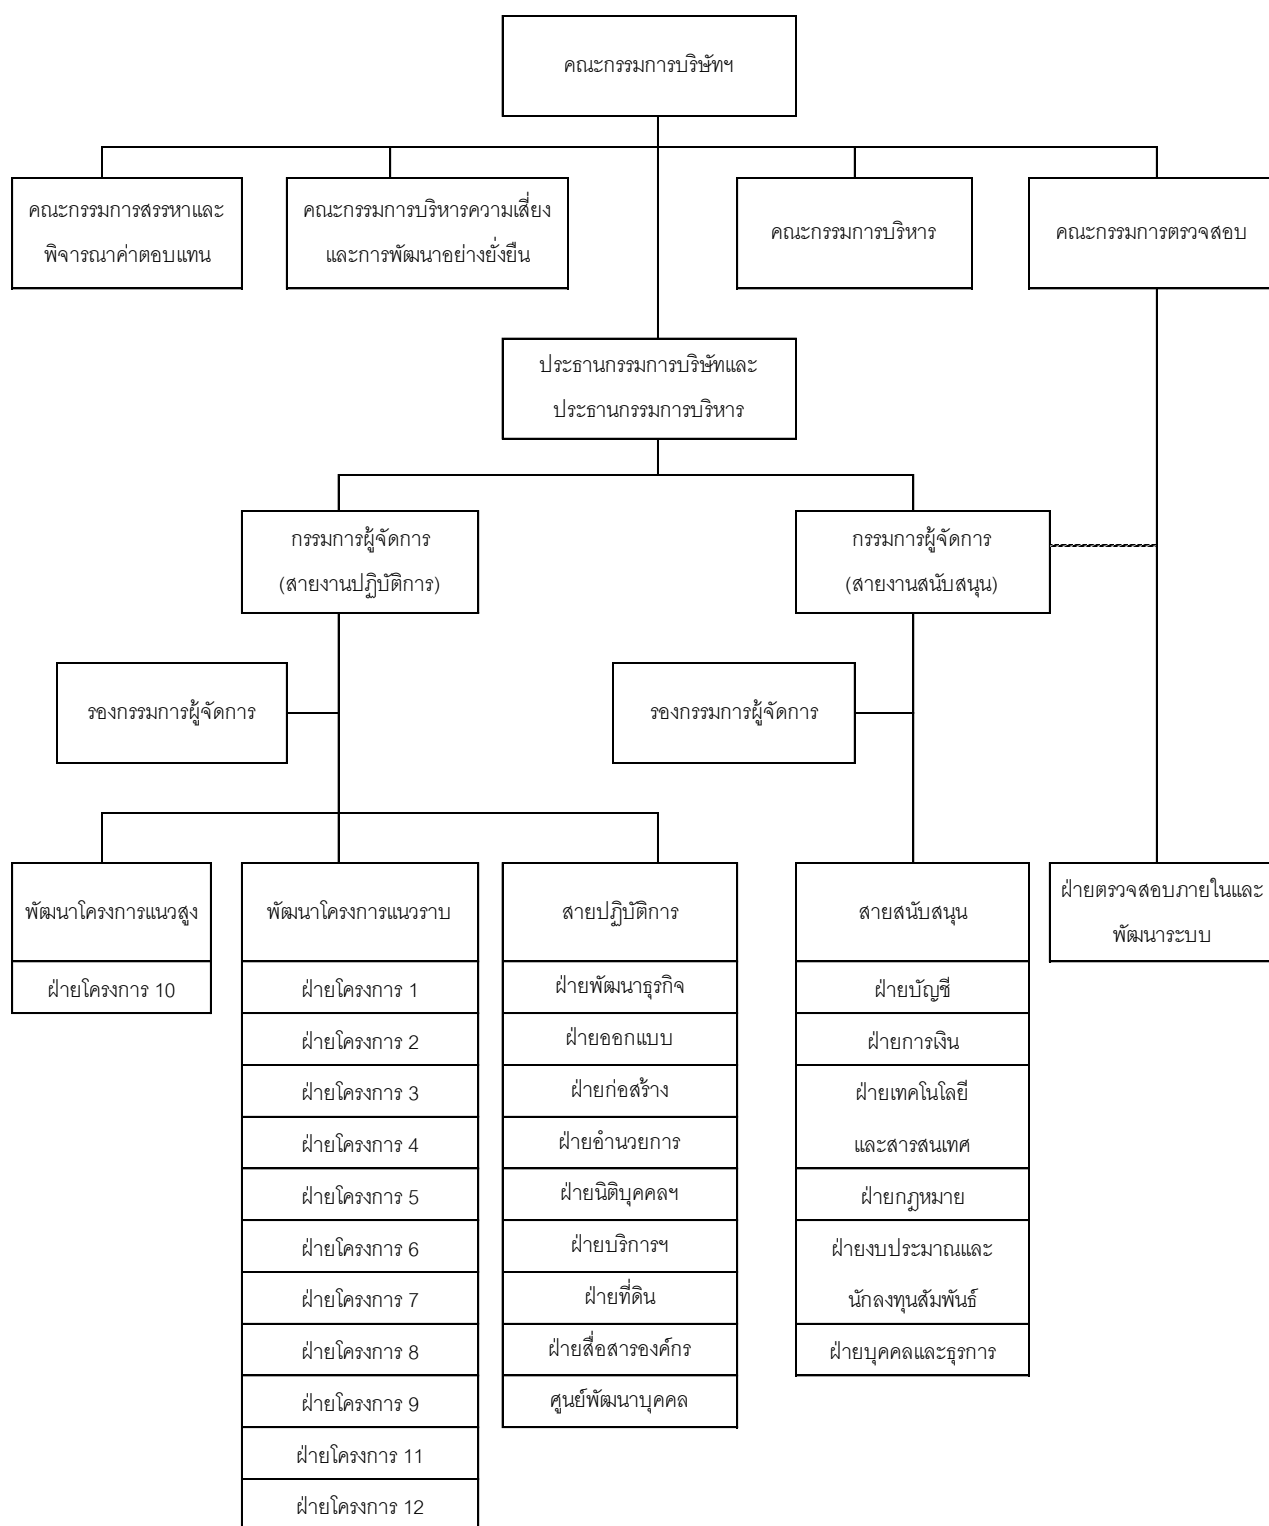 คณะกรรมการบริษัทฯ
คณะกรรมการสรรหาและ
พิจารณาค่าตอบแทน
คณะกรรมการบริหารความเสี่ยง
และการพัฒนาอย่างยั่งยืน
คณะกรรมการบริหาร
คณะกรรมการตรวจสอบ
ประธานกรรมการบริษัทและ
ประธานกรรมการบริหาร
กรรมการผู้จัดการ
(สายงานปฏิบัติการ)
กรรมการผู้จัดการ
(สายงานสนับสนุน)
รองกรรมการผู้จัดการ
รองกรรมการผู้จัดการ
พัฒนาโครงการแนวสูง
ฝ่ายโครงการ 10
พัฒนาโครงการแนวราบ
ฝ่ายโครงการ 1
ฝ่ายโครงการ 2
ฝ่ายโครงการ 3
ฝ่ายโครงการ 4
ฝ่ายโครงการ 5
ฝ่ายโครงการ 6
ฝ่ายโครงการ 7
ฝ่ายโครงการ 8
ฝ่ายโครงการ 9
ฝ่ายโครงการ 11
ฝ่ายโครงการ 12
สายปฏิบัติการ
ฝ่ายพัฒนาธุรกิจ
ฝ่ายออกแบบ
ฝ่ายก่อสร้าง
ฝ่ายอำนวยการ
ฝ่ายนิติบุคคลฯ
ฝ่ายบริการฯ
ฝ่ายที่ดิน
ฝ่ายสื่อสารองค์กร
ศูนย์พัฒนาบุคคล
สายสนับสนุน
ฝ่ายบัญชี
ฝ่ายการเงิน
ฝ่ายเทคโนโลยี
และสารสนเทศ
ฝ่ายกฎหมาย
ฝ่ายงบประมาณและ
นักลงทุนสัมพันธ์
ฝ่ายบุคคลและธุรการ
ฝ่ายตรวจสอบภายในและ
พัฒนาระบบ